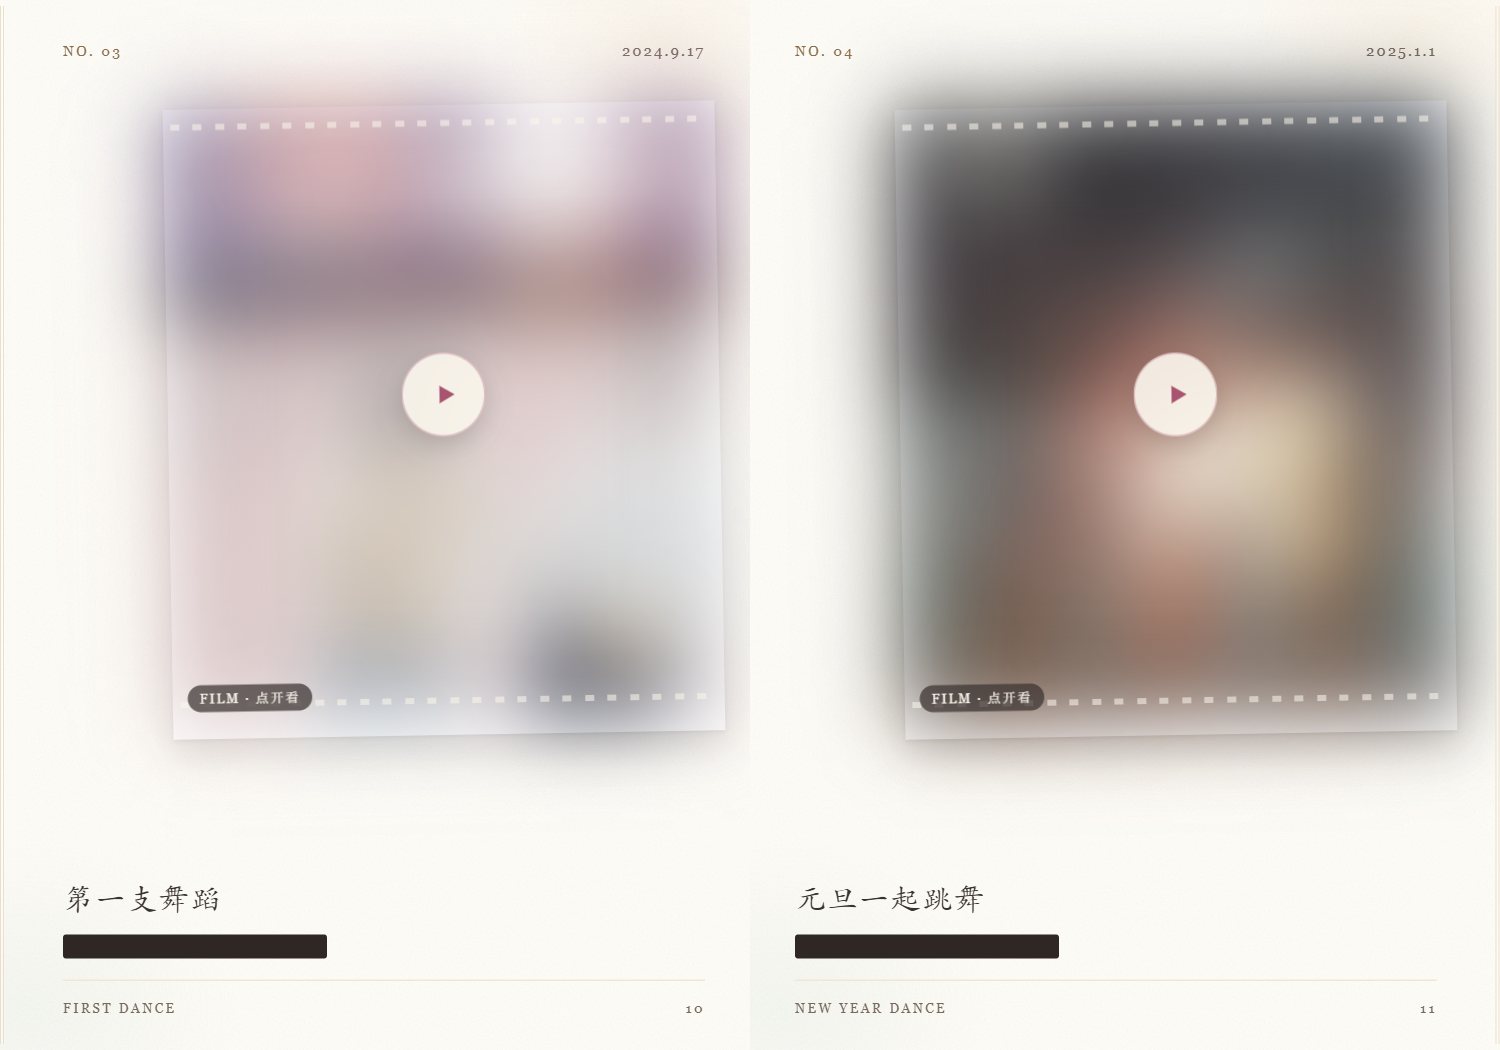 NO. 03
2024.9.17
FILM · 点开看
第一支舞蹈
FIRST DANCE
10
NO. 04
2025.1.1
FILM · 点开看
元旦一起跳舞
NEW YEAR DANCE
11